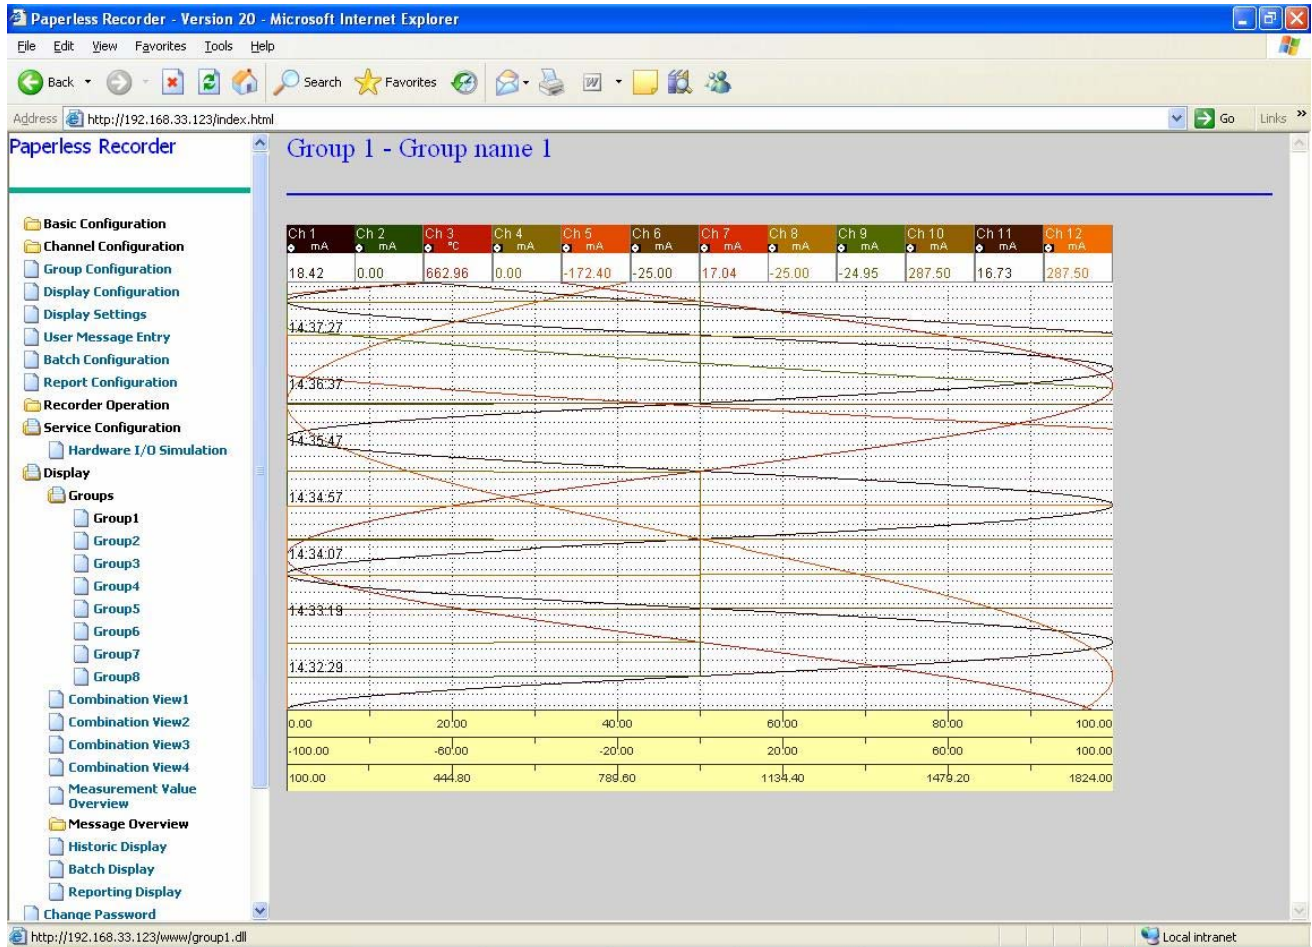 Paperless Recorder - Version 20 - Microsoft Internet Explorer
File Edit View Favorites Tools Help
Back Search Favorites
Address http://192.168.33.123/index.html Go Links »
Paperless Recorder
Basic Configuration
Channel Configuration
Group Configuration
Display Configuration
Display Settings
User Message Entry
Batch Configuration
Report Configuration
Recorder Operation
Service Configuration
Hardware I/O Simulation
Display
Groups
Group1
Group2
Group3
Group4
Group5
Group6
Group7
Group8
Combination View1
Combination View2
Combination View3
Combination View4
Measurement Value
Overview
Message Overview
Historic Display
Batch Display
Reporting Display
Change Password
Group 1 - Group name 1
Ch 1 Ch 2 Ch 3 Ch 4 Ch 5 Ch 6 Ch 7 Ch 8 Ch 9 Ch 10 Ch 11 Ch 12
mA mA °C mA mA mA mA mA mA mA mA mA
18.42 0.00 662.96 0.00 -172.40 -25.00 17.04 -25.00 -24.95 287.50 16.73 287.50
14:37:27
14:36:37
14:35:47
14:34:57
14:34:07
14:33:19
14:32:29
0.00 20.00 40.00 60.00 80.00 100.00
-100.00 -60.00 -20.00 20.00 60.00 100.00
100.00 444.80 789.60 1134.40 1479.20 1824.00
http://192.168.33.123/www/group1.dll Local intranet